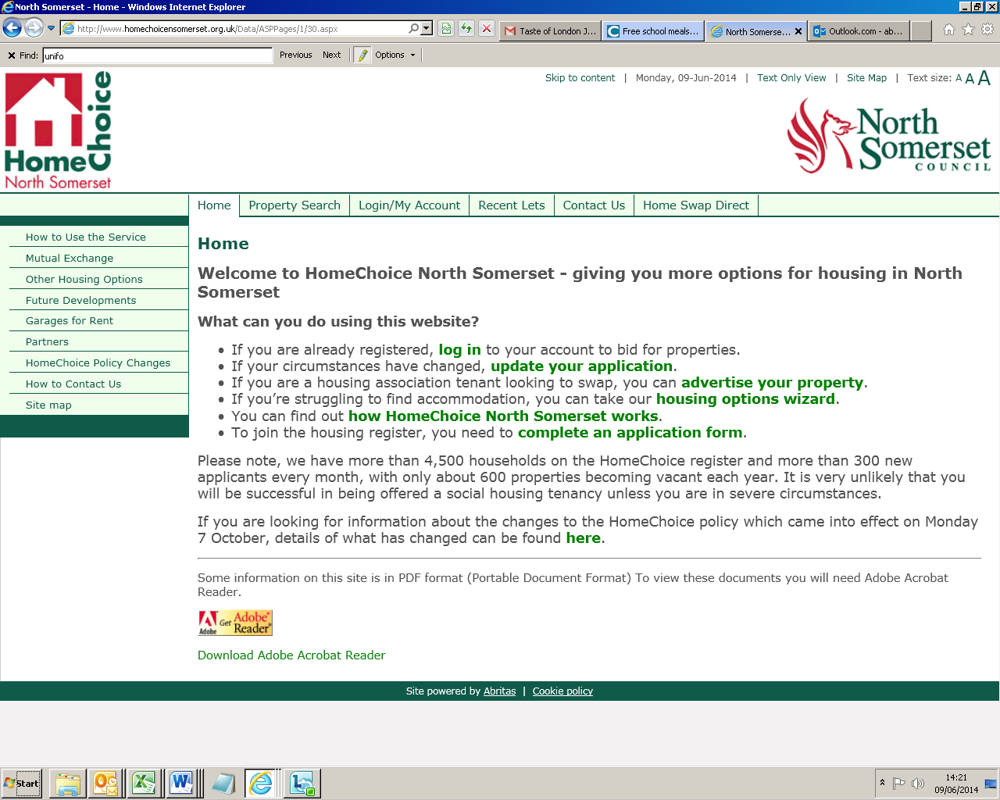 North Somerset - Home - Windows Internet Explorer
http://www.homechoicensomerset.org.uk/Data/ASPPages/1/30.aspx
Taste of London J...
Free school meals...
North Somerse...
Outlook.com - ab...
Find: unifo
Previous
Next
Options
HomeChoice
North Somerset
Skip to content | Monday, 09-Jun-2014 | Text Only View | Site Map | Text size: A A A
North
Somerset
COUNCIL
Home
Property Search
Login/My Account
Recent Lets
Contact Us
Home Swap Direct
How to Use the Service
Mutual Exchange
Other Housing Options
Future Developments
Garages for Rent
Partners
HomeChoice Policy Changes
How to Contact Us
Site map
Home
Welcome to HomeChoice North Somerset - giving you more options for housing in North
Somerset
What can you do using this website?
If you are already registered, log in to your account to bid for properties.
If your circumstances have changed, update your application.
If you are a housing association tenant looking to swap, you can advertise your property.
If you’re struggling to find accommodation, you can take our housing options wizard.
You can find out how HomeChoice North Somerset works.
To join the housing register, you need to complete an application form.
Please note, we have more than 4,500 households on the HomeChoice register and more than 300 new
applicants every month, with only about 600 properties becoming vacant each year. It is very unlikely that you
will be successful in being offered a social housing tenancy unless you are in severe circumstances.
If you are looking for information about the changes to the HomeChoice policy which came into effect on Monday
7 October, details of what has changed can be found here.
Some information on this site is in PDF format (Portable Document Format) To view these documents you will need Adobe Acrobat
Reader.
Adobe
Get Adobe
Reader
Download Adobe Acrobat Reader
Site powered by Abritas | Cookie policy
Start
14:21
09/06/2014